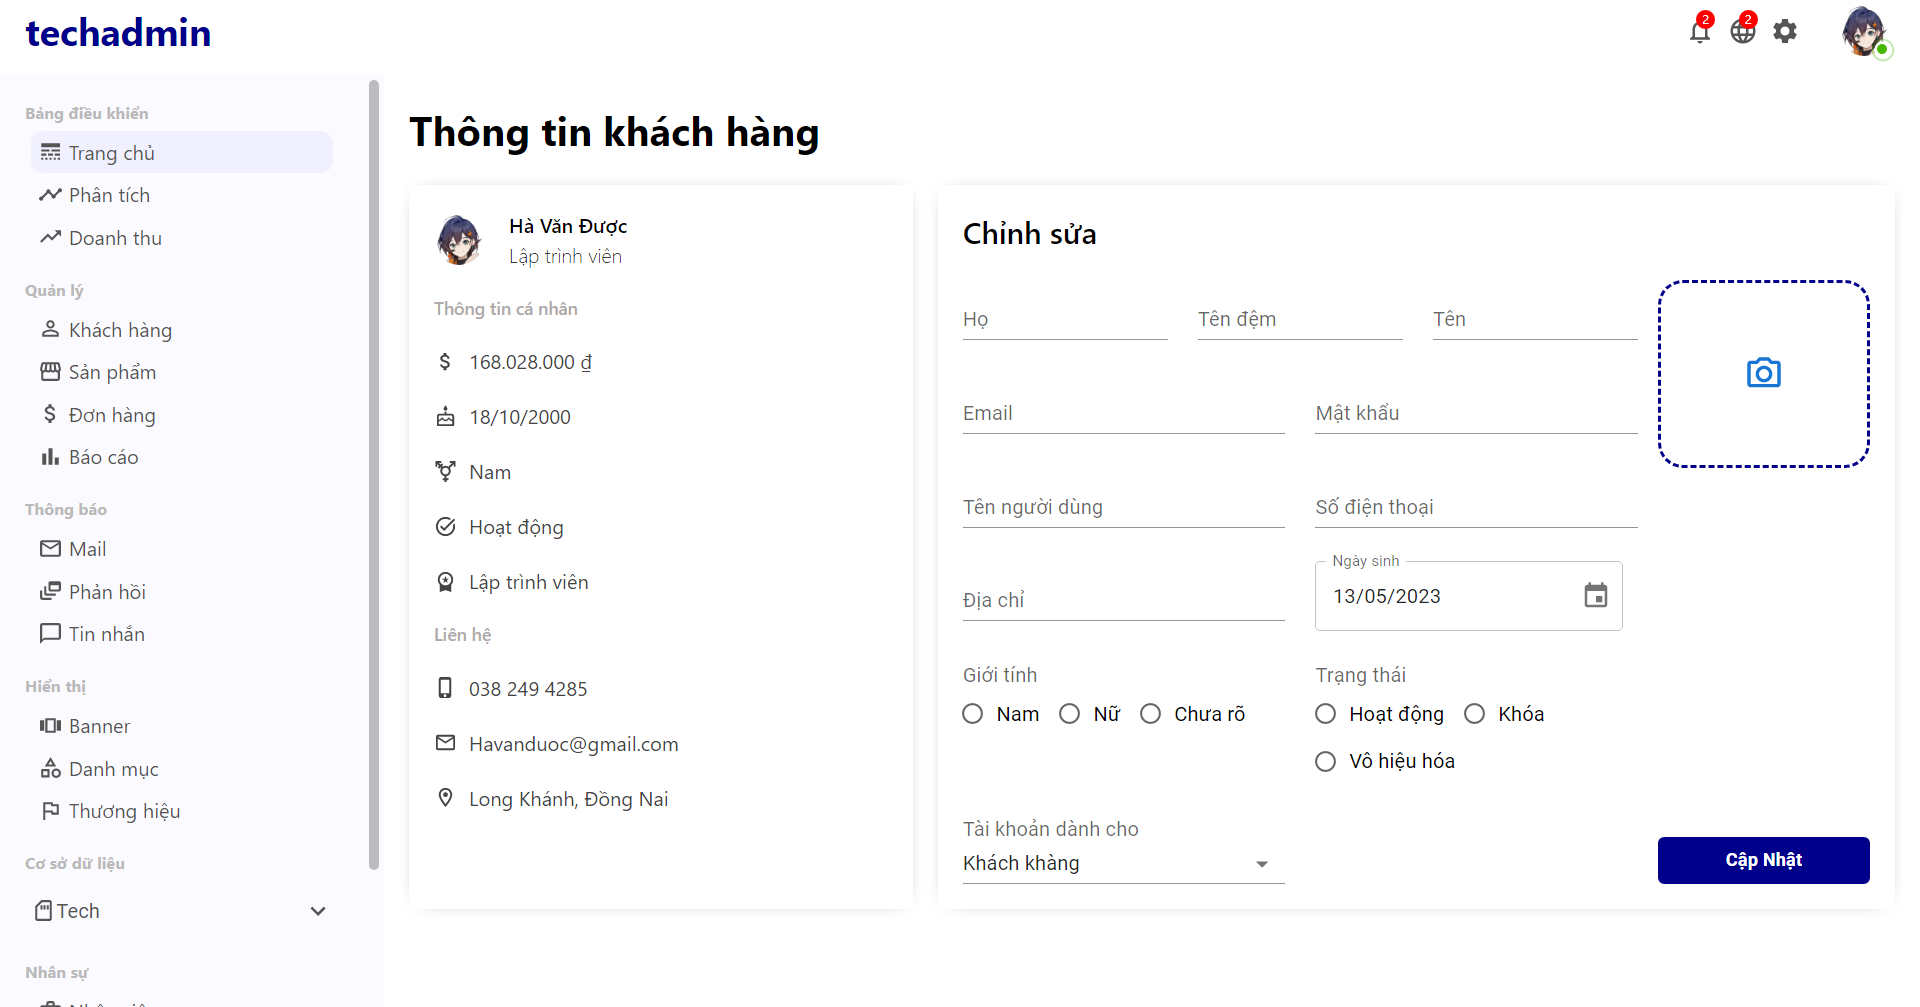 techadmin
2
2
Bảng điều khiển
Trang chủ
Phân tích
Doanh thu
Quản lý
Khách hàng
Sản phẩm
Đơn hàng
Báo cáo
Thông báo
Mail
Phản hồi
Tin nhắn
Hiển thị
Banner
Danh mục
Thương hiệu
Cơ sở dữ liệu
Tech
Nhân sự
Thông tin khách hàng
Hà Văn Được
Lập trình viên
Thông tin cá nhân
168.028.000 ₫
18/10/2000
Nam
Hoạt động
Lập trình viên
Liên hệ
038 249 4285
Havanduoc@gmail.com
Long Khánh, Đồng Nai
Chỉnh sửa
Họ
Tên đệm
Tên
Email
Mật khẩu
Tên người dùng
Số điện thoại
Địa chỉ
Ngày sinh
13/05/2023
Giới tính
Nam
Nữ
Chưa rõ
Trạng thái
Hoạt động
Khóa
Vô hiệu hóa
Tài khoản dành cho
Khách khàng
Cập Nhật